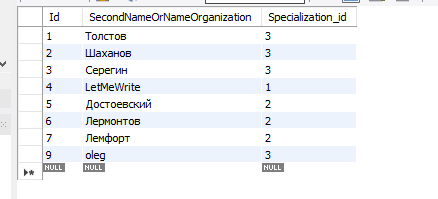 Id SecondNameOrNameOrganization Specialization_id
1 Толстов 3
2 Шаханов 3
3 Серегин 3
4 LetMeWrite 1
5 Достоевский 2
6 Лермонтов 2
7 Лемфорт 2
9 oleg 3
NULL NULL NULL